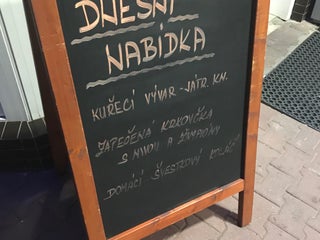 DNEŠNÍ
NABÍDKA
KUŘECÍ VÝVAR-JÁTR. KN.
ZAPEČENÁ KRKOVIČKA
S NIVOU A ŽAMPIONY
DOMÁCÍ ŠVESTKOVÝ KOLÁČ